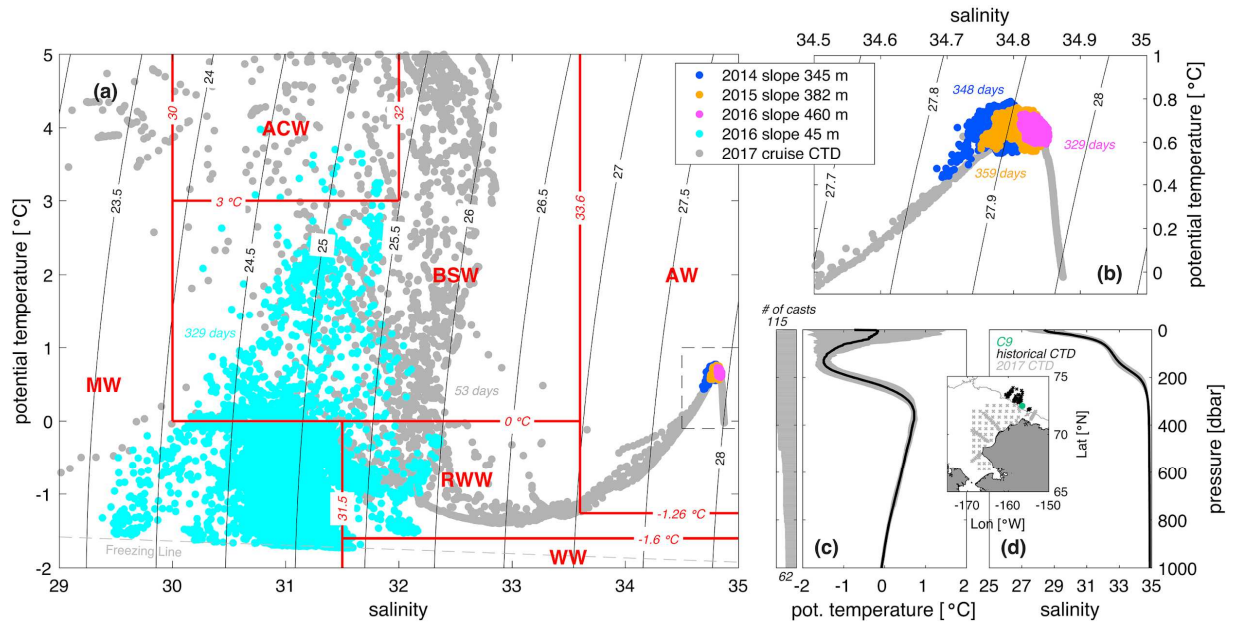 (a)
5
4
3
2
1
0
-1
-2
potential temperature [°C]
29
30
31
32
33
34
35
salinity
23.5
24
24.5
25
25.5
26
26.5
27
27.5
28
30
32
33.6
31.5
3 °C
0 °C
-1.26 °C
-1.6 °C
ACW
BSW
AW
MW
RWW
WW
329 days
53 days
Freezing Line
2014 slope 345 m
2015 slope 382 m
2016 slope 460 m
2016 slope 45 m
2017 cruise CTD
salinity
34.5
34.6
34.7
34.8
34.9
35
1
0.8
0.6
0.4
0.2
0
potential temperature [°C]
27.7
27.8
27.9
28
348 days
359 days
329 days
(b)
# of casts
115
62
(c)
-2
-1
0
1
2
pot. temperature [°C]
C9
historical CTD
2017 CTD
75
70
65
Lat [°N]
-170
-160
-150
Lon [°W]
(d)
25
27
29
31
33
35
salinity
0
200
400
600
800
1000
pressure [dbar]